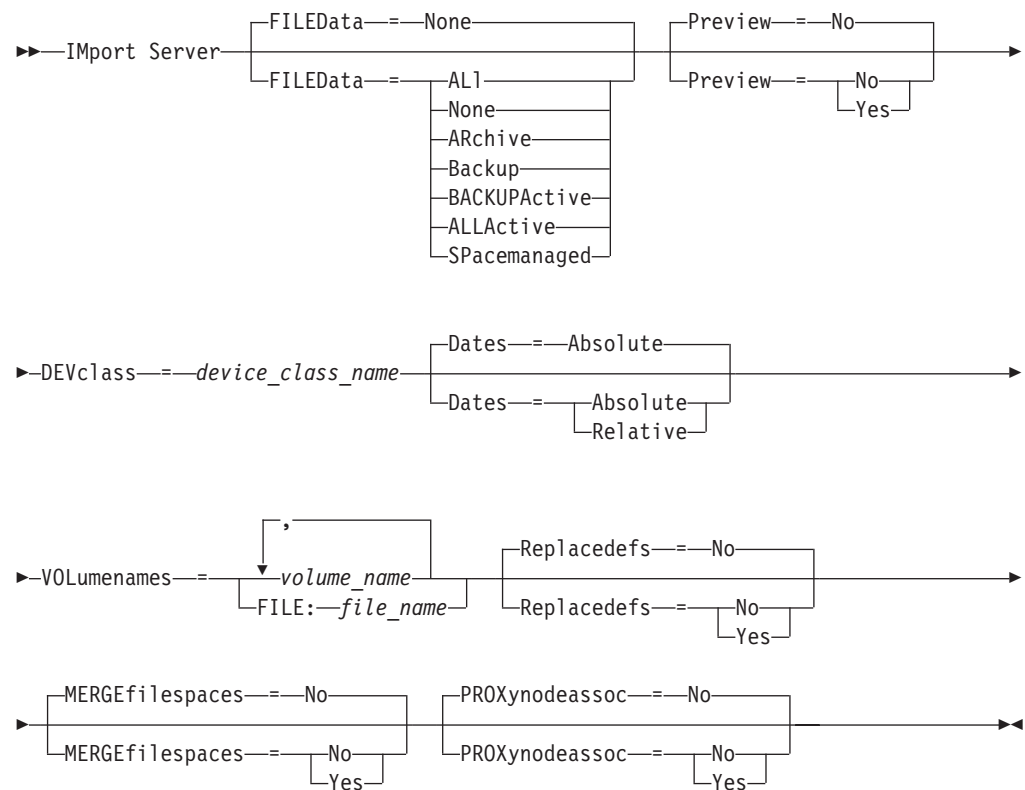 FILEData = None Preview = No
IMport Server
FILEData = ALl Preview = No
None Yes
ARchive
Backup
BACKUPActive
ALLActive
SPacemanaged
Dates = Absolute
DEVclass = device_class_name
Dates = Absolute
Relative
,
Replacedefs = No
VOLumenames = volume_name
FILE: file_name Replacedefs = No
Yes
MERGEfilespaces = No PROXynodeassoc = No
MERGEfilespaces = No PROXynodeassoc = No
Yes Yes